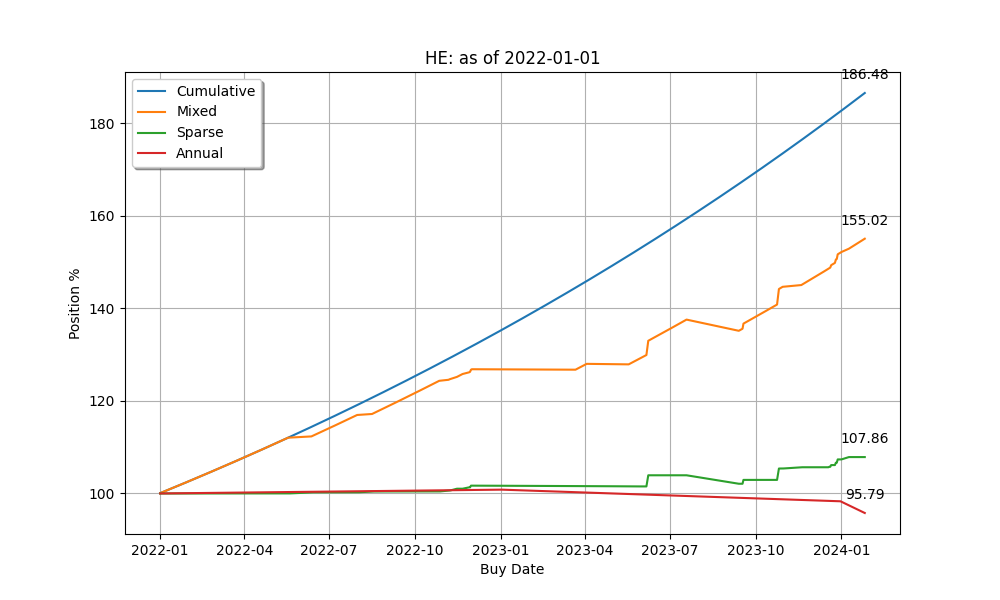 HE: as of 2022-01-01
186.48
Cumulative
Mixed
Sparse
Annual
180
160
155.02
140
120
107.86
100
95.79
Position %
2022-01 2022-04 2022-07 2022-10 2023-01 2023-04 2023-07 2023-10 2024-01
Buy Date